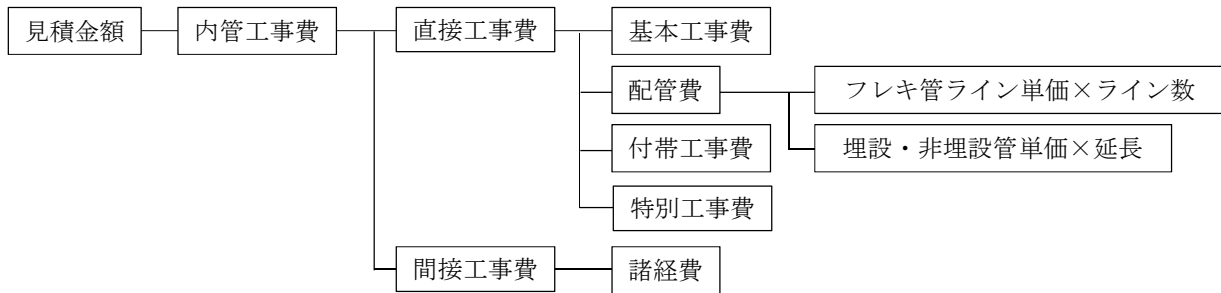 見積金額
内管工事費
直接工事費
基本工事費
配管費
フレキ管ライン単価×ライン数
埋設・非埋設管単価×延長
付帯工事費
特別工事費
間接工事費
諸経費